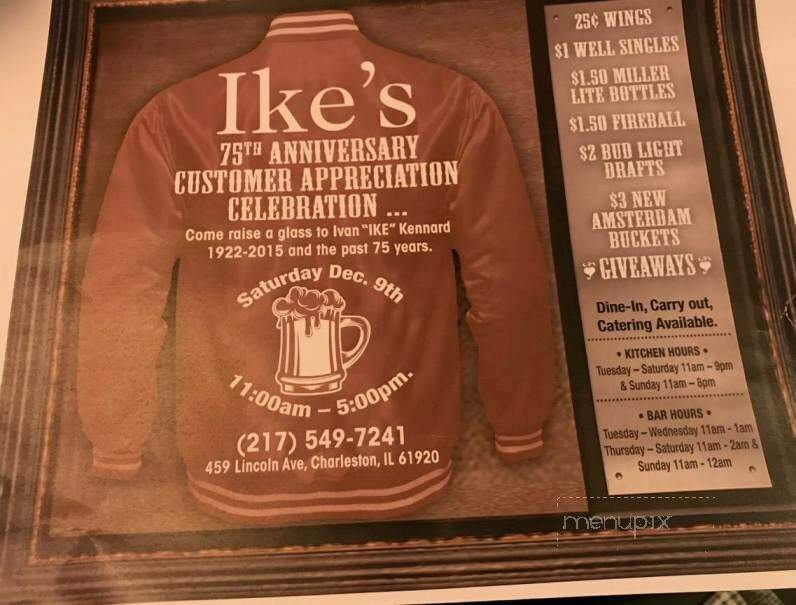 Ike's
75TH ANNIVERSARY
CUSTOMER APPRECIATION
CELEBRATION ...
Come raise a glass to Ivan "IKE" Kennard
1922-2015 and the past 75 years.
Saturday Dec. 9th
11:00am – 5:00pm.
(217) 549-7241
459 Lincoln Ave, Charleston, IL 61920
25¢ WINGS
$1 WELL SINGLES
$1.50 MILLER
LITE BOTTLES
$1.50 FIREBALL
$2 BUD LIGHT
DRAFTS
$3 NEW
AMSTERDAM
BUCKETS
GIVEAWAYS
Dine-In, Carry out,
Catering Available.
• KITCHEN HOURS •
Tuesday – Saturday 11am – 9pm
& Sunday 11am – 8pm
• BAR HOURS •
Tuesday – Wednesday 11am - 1am
Thursday – Saturday 11am - 2am &
Sunday 11am - 12am
menupix